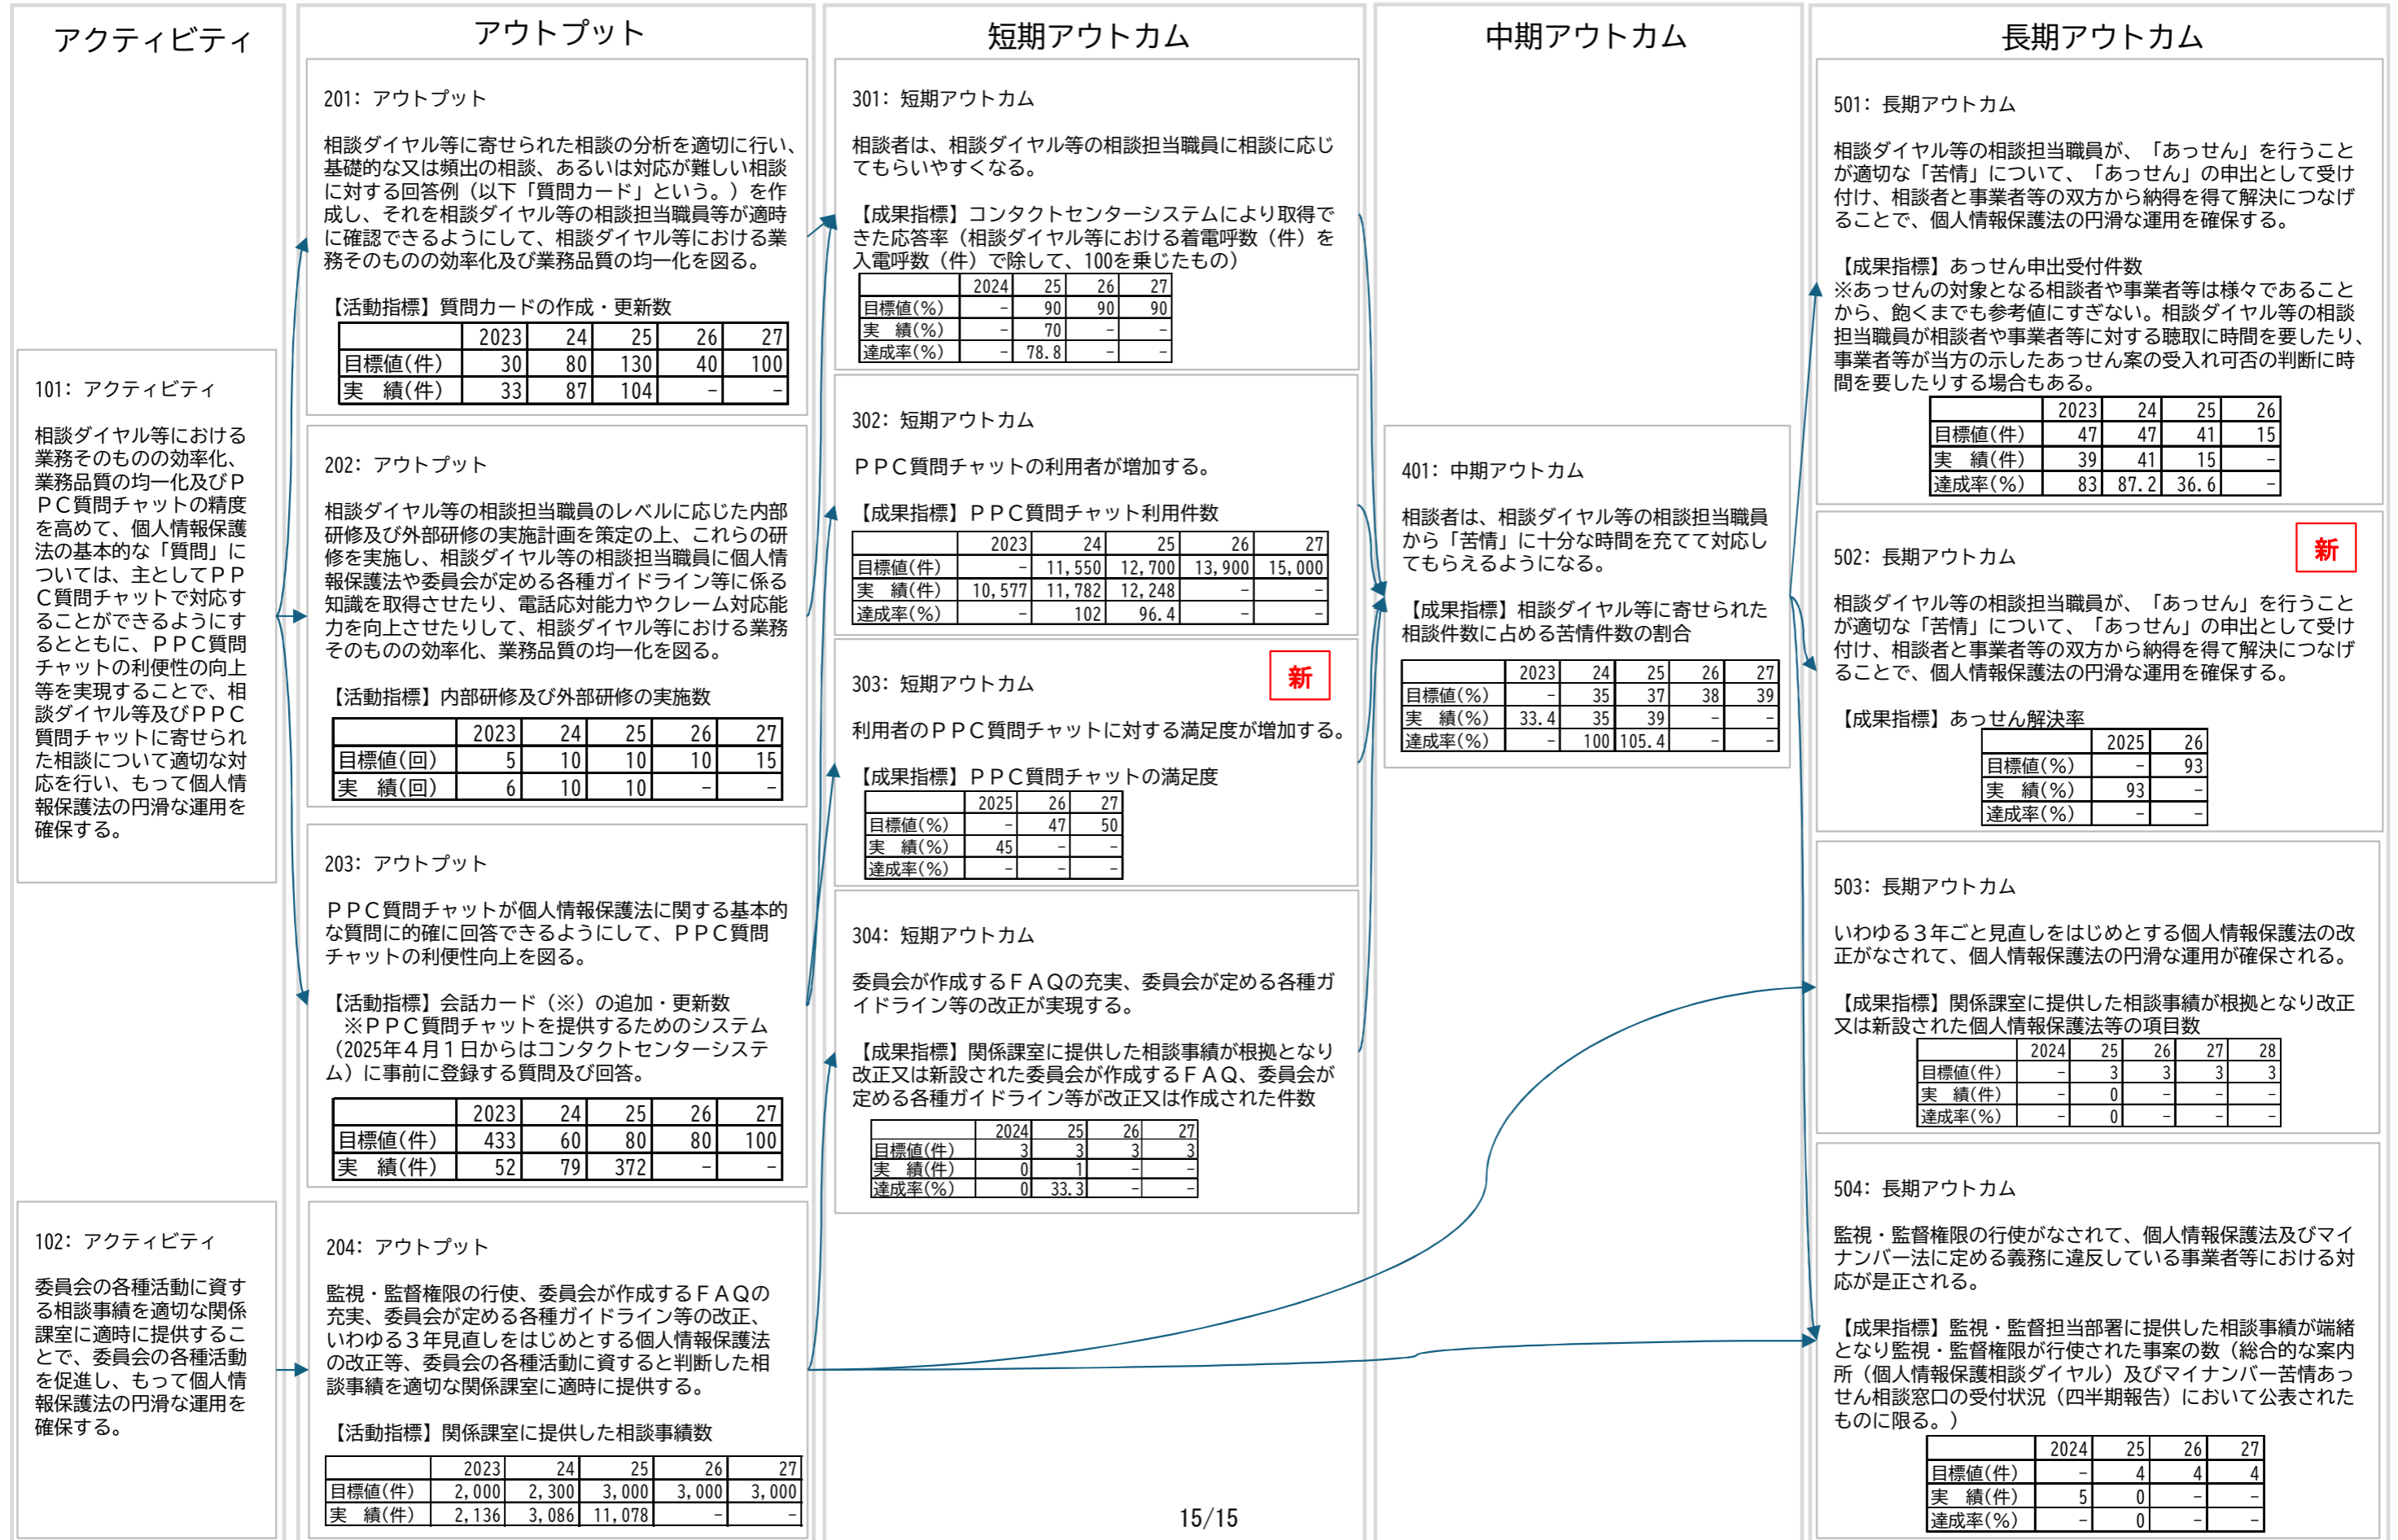 アクティビティ
101: アクティビティ
相談ダイヤル等における
業務そのものの効率化、
業務品質の均一化及びP
PC質問チャットの精度
を高めて、個人情報保護
法の基本的な「質問」に
ついては、主としてPP
C質問チャットで対応す
ることができるようにす
るとともに、PPC質問
チャットの利便性の向上
等を実現することで、相
談ダイヤル等及びPPC
質問チャットに寄せられ
た相談について適切な対
応を行い、もって個人情
報保護法の円滑な運用を
確保する。
102: アクティビティ
委員会の各種活動に資す
る相談事績を適切な関係
課室に適時に提供するこ
とで、委員会の各種活動
を促進し、もって個人情
報保護法の円滑な運用を
確保する。
アウトプット
201: アウトプット
相談ダイヤル等に寄せられた相談の分析を適切に行い、
基礎的な又は頻出の相談、あるいは対応が難しい相談
に対する回答例（以下「質問カード」という。）を作
成し、それを相談ダイヤル等の相談担当職員等が適時
に確認できるようにして、相談ダイヤル等における業
務そのものの効率化及び業務品質の均一化を図る。
【活動指標】質問カードの作成・更新数
2023 24 25 26 27
目標値(件) 30 80 130 40 100
実　績(件) 33 87 104 - -
202: アウトプット
相談ダイヤル等の相談担当職員のレベルに応じた内部
研修及び外部研修の実施計画を策定の上、これらの研
修を実施し、相談ダイヤル等の相談担当職員に個人情
報保護法や委員会が定める各種ガイドライン等に係る
知識を取得させたり、電話応対能力やクレーム対応能
力を向上させたりして、相談ダイヤル等における業務
そのものの効率化、業務品質の均一化を図る。
【活動指標】内部研修及び外部研修の実施数
2023 24 25 26 27
目標値(回) 5 10 10 10 15
実　績(回) 6 10 10 - -
203: アウトプット
PPC質問チャットが個人情報保護法に関する基本的
な質問に的確に回答できるようにして、PPC質問
チャットの利便性向上を図る。
【活動指標】会話カード（※）の追加・更新数
※PPC質問チャットを提供するためのシステム
（2025年4月1日からはコンタクトセンターシステ
ム）に事前に登録する質問及び回答。
2023 24 25 26 27
目標値(件) 433 60 80 80 100
実　績(件) 52 79 372 - -
204: アウトプット
監視・監督権限の行使、委員会が作成するFAQの
充実、委員会が定める各種ガイドライン等の改正、
いわゆる3年見直しをはじめとする個人情報保護法
の改正等、委員会の各種活動に資すると判断した相
談事績を適切な関係課室に適時に提供する。
【活動指標】関係課室に提供した相談事績数
2023 24 25 26 27
目標値(件) 2,000 2,300 3,000 3,000 3,000
実　績(件) 2,136 3,086 11,078 - -
短期アウトカム
301: 短期アウトカム
相談者は、相談ダイヤル等の相談担当職員に相談に応じ
てもらいやすくなる。
【成果指標】コンタクトセンターシステムにより取得で
きた応答率（相談ダイヤル等における着電呼数（件）を
入電呼数（件）で除して、100を乗じたもの）
2024 25 26 27
目標値(%) - 90 90 90
実　績(%) - 70 - -
達成率(%) - 78.8 - -
302: 短期アウトカム
PPC質問チャットの利用者が増加する。
【成果指標】PPC質問チャット利用件数
2023 24 25 26 27
目標値(件) - 11,550 12,700 13,900 15,000
実　績(件) 10,577 11,782 12,248 - -
達成率(%) - 102 96.4 - -
新
303: 短期アウトカム
利用者のPPC質問チャットに対する満足度が増加する。
【成果指標】PPC質問チャットの満足度
2025 26 27
目標値(%) - 47 50
実　績(%) 45 - -
達成率(%) - - -
304: 短期アウトカム
委員会が作成するFAQの充実、委員会が定める各種ガ
イドライン等の改正が実現する。
【成果指標】関係課室に提供した相談事績が根拠となり
改正又は新設された委員会が作成するFAQ、委員会が
定める各種ガイドライン等が改正又は作成された件数
2024 25 26 27
目標値(件) 3 3 3 3
実　績(件) 0 1 - -
達成率(%) 0 33.3 - -
中期アウトカム
401: 中期アウトカム
相談者は、相談ダイヤル等の相談担当職員
から「苦情」に十分な時間を充てて対応し
てもらえるようになる。
【成果指標】相談ダイヤル等に寄せられた
相談件数に占める苦情件数の割合
2023 24 25 26 27
目標値(%) - 35 37 38 39
実　績(%) 33.4 35 39 - -
達成率(%) - 100 105.4 - -
長期アウトカム
501: 長期アウトカム
相談ダイヤル等の相談担当職員が、「あっせん」を行うこと
が適切な「苦情」について、「あっせん」の申出として受け
付け、相談者と事業者等の双方から納得を得て解決につなげ
ることで、個人情報保護法の円滑な運用を確保する。
【成果指標】あっせん申出受付件数
※あっせんの対象となる相談者や事業者等は様々であること
から、飽くまでも参考値にすぎない。相談ダイヤル等の相談
担当職員が相談者や事業者等に対する聴取に時間を要したり、
事業者等が当方の示したあっせん案の受入れ可否の判断に時
間を要したりする場合もある。
2023 24 25 26
目標値(件) 47 47 41 15
実　績(件) 39 41 15 -
達成率(%) 83 87.2 36.6 -
新
502: 長期アウトカム
相談ダイヤル等の相談担当職員が、「あっせん」を行うこと
が適切な「苦情」について、「あっせん」の申出として受け
付け、相談者と事業者等の双方から納得を得て解決につなげ
ることで、個人情報保護法の円滑な運用を確保する。
【成果指標】あっせん解決率
2025 26
目標値(%) - 93
実　績(%) 93 -
達成率(%) - -
503: 長期アウトカム
いわゆる3年ごと見直しをはじめとする個人情報保護法の改
正がなされて、個人情報保護法の円滑な運用が確保される。
【成果指標】関係課室に提供した相談事績が根拠となり改正
又は新設された個人情報保護法等の項目数
2024 25 26 27 28
目標値(件) - 3 3 3 3
実　績(件) - 0 - - -
達成率(%) - 0 - - -
504: 長期アウトカム
監視・監督権限の行使がなされて、個人情報保護法及びマイ
ナンバー法に定める義務に違反している事業者等における対
応が是正される。
【成果指標】監視・監督担当部署に提供した相談事績が端緒
となり監視・監督権限が行使された事案の数（総合的な案内
所（個人情報保護相談ダイヤル）及びマイナンバー苦情あっ
せん相談窓口の受付状況（四半期報告）において公表された
ものに限る。）
2024 25 26 27
目標値(件) - 4 4 4
実　績(件) 5 0 - -
達成率(%) - 0 - -
15/15